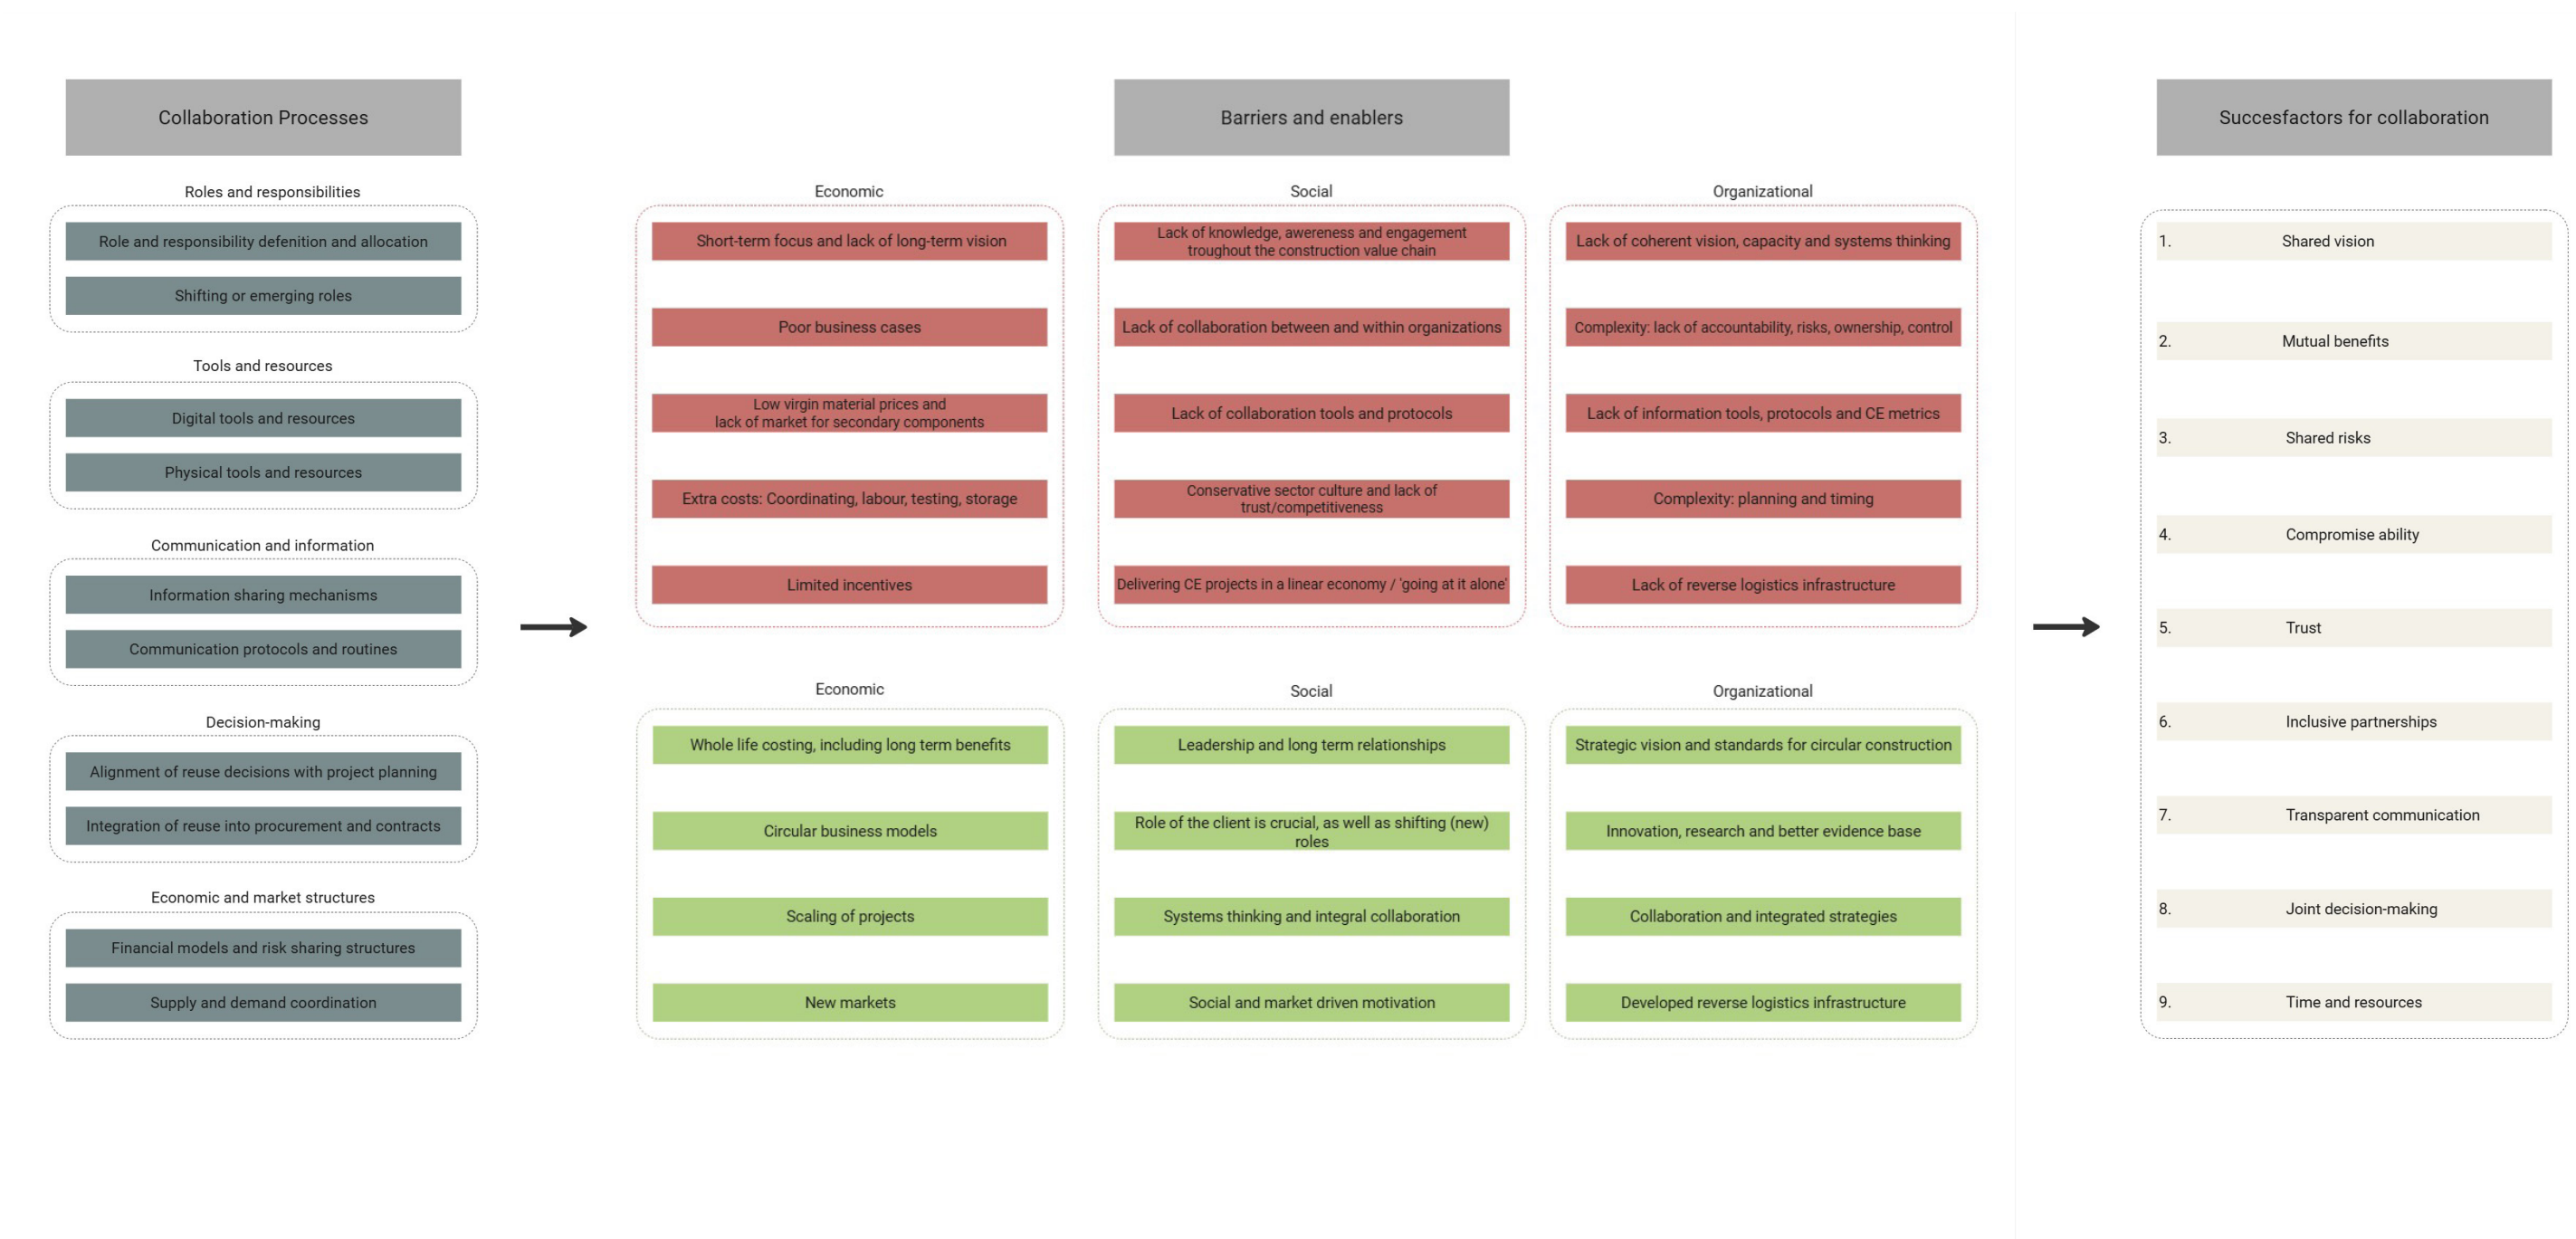 Collaboration Processes
Roles and responsibilities
Role and responsibility defenition and allocation
Shifting or emerging roles
Tools and resources
Digital tools and resources
Physical tools and resources
Communication and information
Information sharing mechanisms
Communication protocols and routines
Decision-making
Alignment of reuse decisions with project planning
Integration of reuse into procurement and contracts
Economic and market structures
Financial models and risk sharing structures
Supply and demand coordination
Barriers and enablers
Economic
Short-term focus and lack of long-term vision
Poor business cases
Low virgin material prices and
lack of market for secondary components
Extra costs: Coordinating, labour, testing, storage
Limited incentives
Social
Lack of knowledge, awereness and engagement
troughout the construction value chain
Lack of collaboration between and within organizations
Lack of collaboration tools and protocols
Conservative sector culture and lack of
trust/competitiveness
Delivering CE projects in a linear economy / 'going at it alone'
Organizational
Lack of coherent vision, capacity and systems thinking
Complexity: lack of accountability, risks, ownership, control
Lack of information tools, protocols and CE metrics
Complexity: planning and timing
Lack of reverse logistics infrastructure
Economic
Whole life costing, including long term benefits
Circular business models
Scaling of projects
New markets
Social
Leadership and long term relationships
Role of the client is crucial, as well as shifting (new)
roles
Systems thinking and integral collaboration
Social and market driven motivation
Organizational
Strategic vision and standards for circular construction
Innovation, research and better evidence base
Collaboration and integrated strategies
Developed reverse logistics infrastructure
Succesfactors for collaboration
1. Shared vision
2. Mutual benefits
3. Shared risks
4. Compromise ability
5. Trust
6. Inclusive partnerships
7. Transparent communication
8. Joint decision-making
9. Time and resources